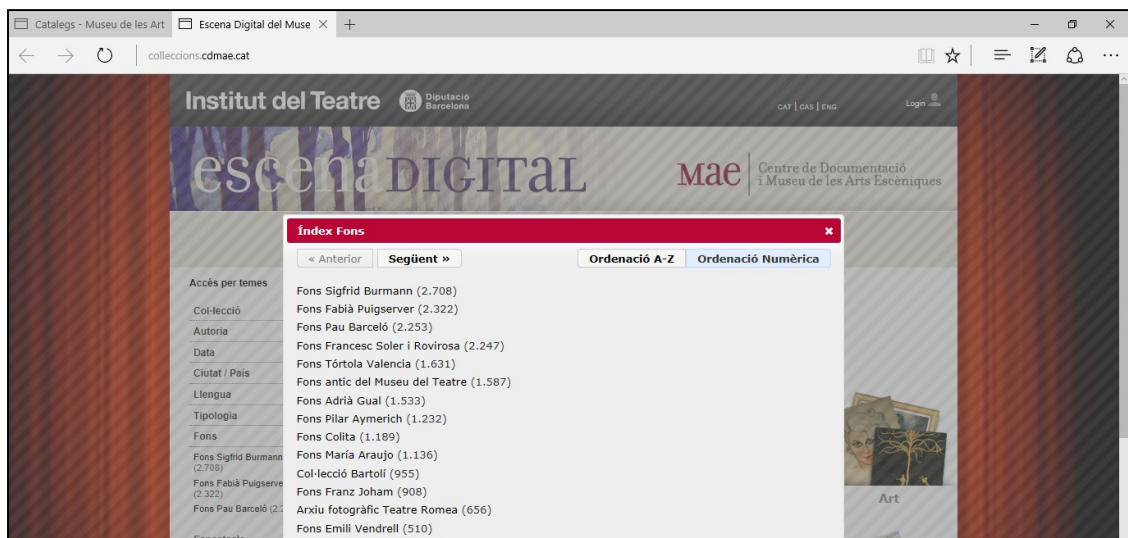 Catalegs - Museu de les Art
Escena Digital del Muse
colleccions.cdmae.cat
Institut del Teatre
Diputació
Barcelona
CAT | CAS | ENG
Login
escena DIGITAL
Mae
Centre de Documentació
i Museu de les Arts Escèniques
Índex Fons
« Anterior
Següent »
Ordenació A-Z
Ordenació Numèrica
Accés per temes
Col·lecció
Autoria
Data
Ciutat / País
Llengua
Tipologia
Fons
Fons Sigfrid Burmann
(2.708)
Fons Fabià Puigserve
(2.322)
Fons Pau Barceló (2.2
Fons Sigfrid Burmann (2.708)
Fons Fabià Puigserver (2.322)
Fons Pau Barceló (2.253)
Fons Francesc Soler i Rovirosa (2.247)
Fons Tórtola Valencia (1.631)
Fons antic del Museu del Teatre (1.587)
Fons Adrià Gual (1.533)
Fons Pilar Aymerich (1.232)
Fons Colita (1.189)
Fons María Araujo (1.136)
Col·lecció Bartolí (955)
Fons Franz Joham (908)
Arxiu fotogràfic Teatre Romea (656)
Fons Emili Vendrell (510)
Art